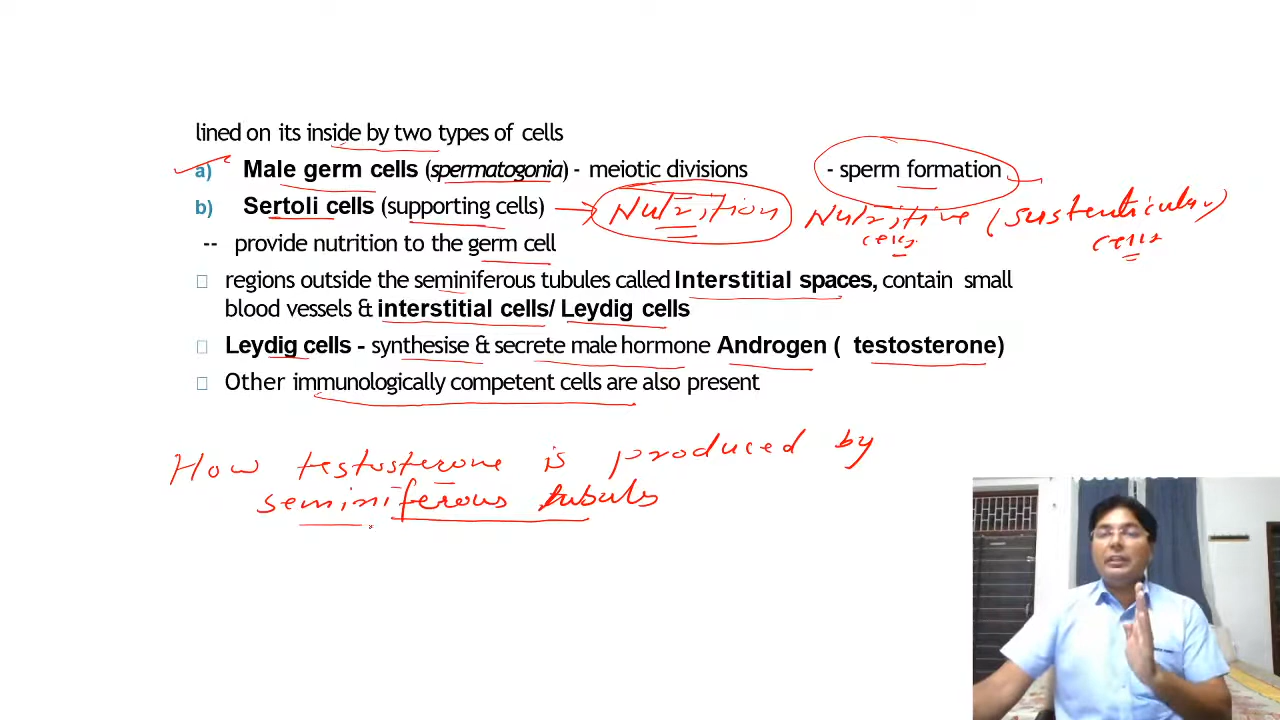 lined on its inside by two types of cells
a) Male germ cells (spermatogonia) - meiotic divisions - sperm formation
b) Sertoli cells (supporting cells) Nutrition Nutritive (sustenticular)
cells cells
-- provide nutrition to the germ cell
regions outside the seminiferous tubules called Interstitial spaces, contain small
blood vessels & interstitial cells/ Leydig cells
Leydig cells - synthesise & secrete male hormone Androgen ( testosterone)
Other immunologically competent cells are also present
How testosterone is produced by
seminiferous tubuls